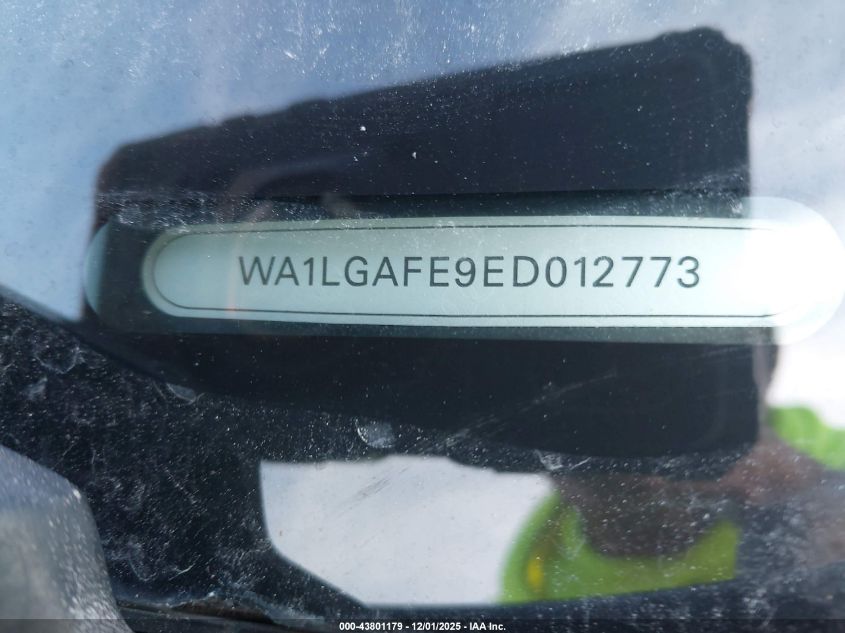 WA1LGAFE9ED012773
000-43801179 - 12/01/2025 - IAA Inc.